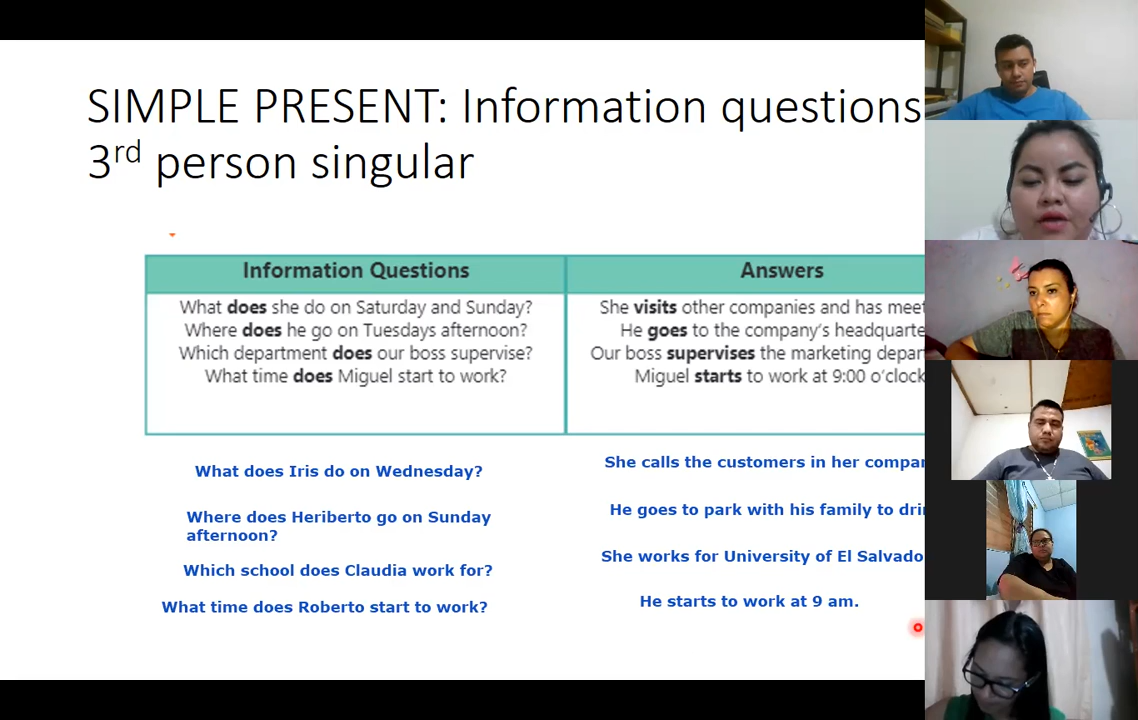 SIMPLE PRESENT: Information questions
3rd person singular
Information Questions
Answers
What does she do on Saturday and Sunday?
She visits other companies and has
Where does he go on Tuesdays afternoon?
He goes to the company's
Which department does our boss supervise?
Our boss supervises the marketing
What time does Miguel start to work?
Miguel starts to work at 9:00 o'clock
What does Iris do on Wednesday?
She calls the customers in her
Where does Heriberto go on Sunday
afternoon?
He goes to park with his family to
Which school does Claudia work for?
She works for University of El
What time does Roberto start to work?
He starts to work at 9 am.